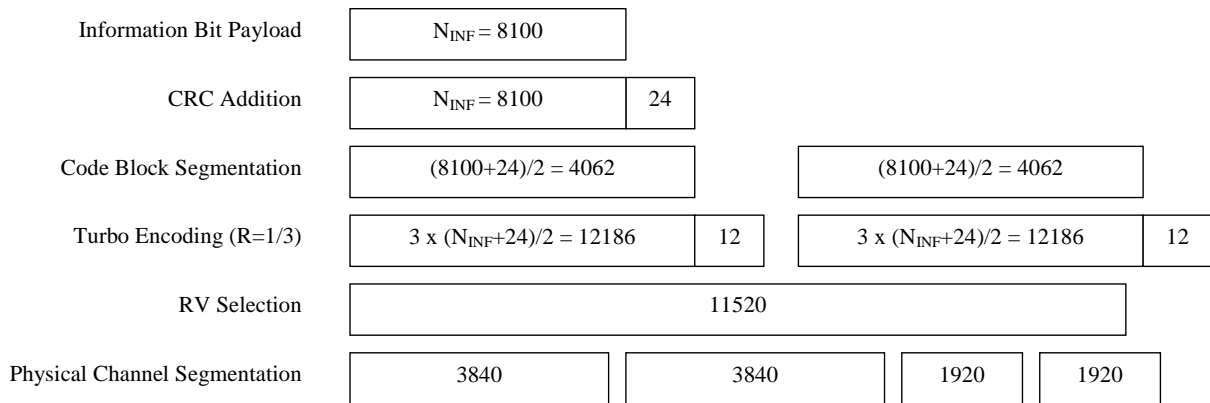 Information Bit Payload N_INF = 8100
CRC Addition N_INF = 8100 24
Code Block Segmentation (8100+24)/2 = 4062 (8100+24)/2 = 4062
Turbo Encoding (R=1/3) 3 x (N_INF+24)/2 = 12186 12 3 x (N_INF+24)/2 = 12186 12
RV Selection 11520
Physical Channel Segmentation 3840 3840 1920 1920